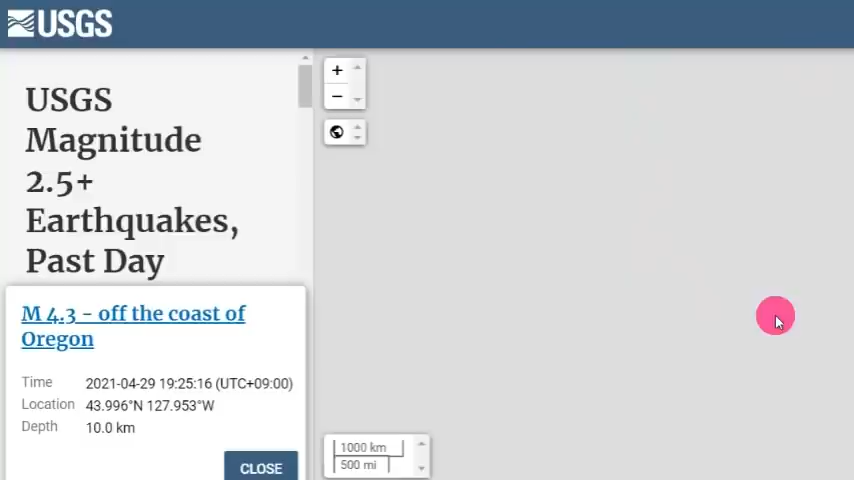 USGS
USGS
Magnitude
2.5+
Earthquakes,
Past Day
M 4.3 - off the coast of
Oregon
Time 2021-04-29 19:25:16 (UTC+09:00)
Location 43.996°N 127.953°W
Depth 10.0 km
CLOSE
+
−
1000 km
500 mi